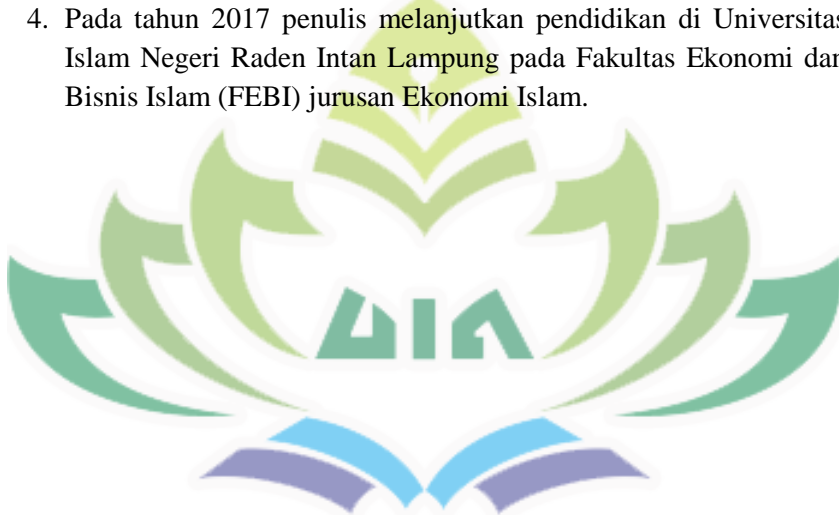 4. Pada tahun 2017 penulis melanjutkan pendidikan di Universitas
Islam Negeri Raden Intan Lampung pada Fakultas Ekonomi dan
Bisnis Islam (FEBI) jurusan Ekonomi Islam.
UIN